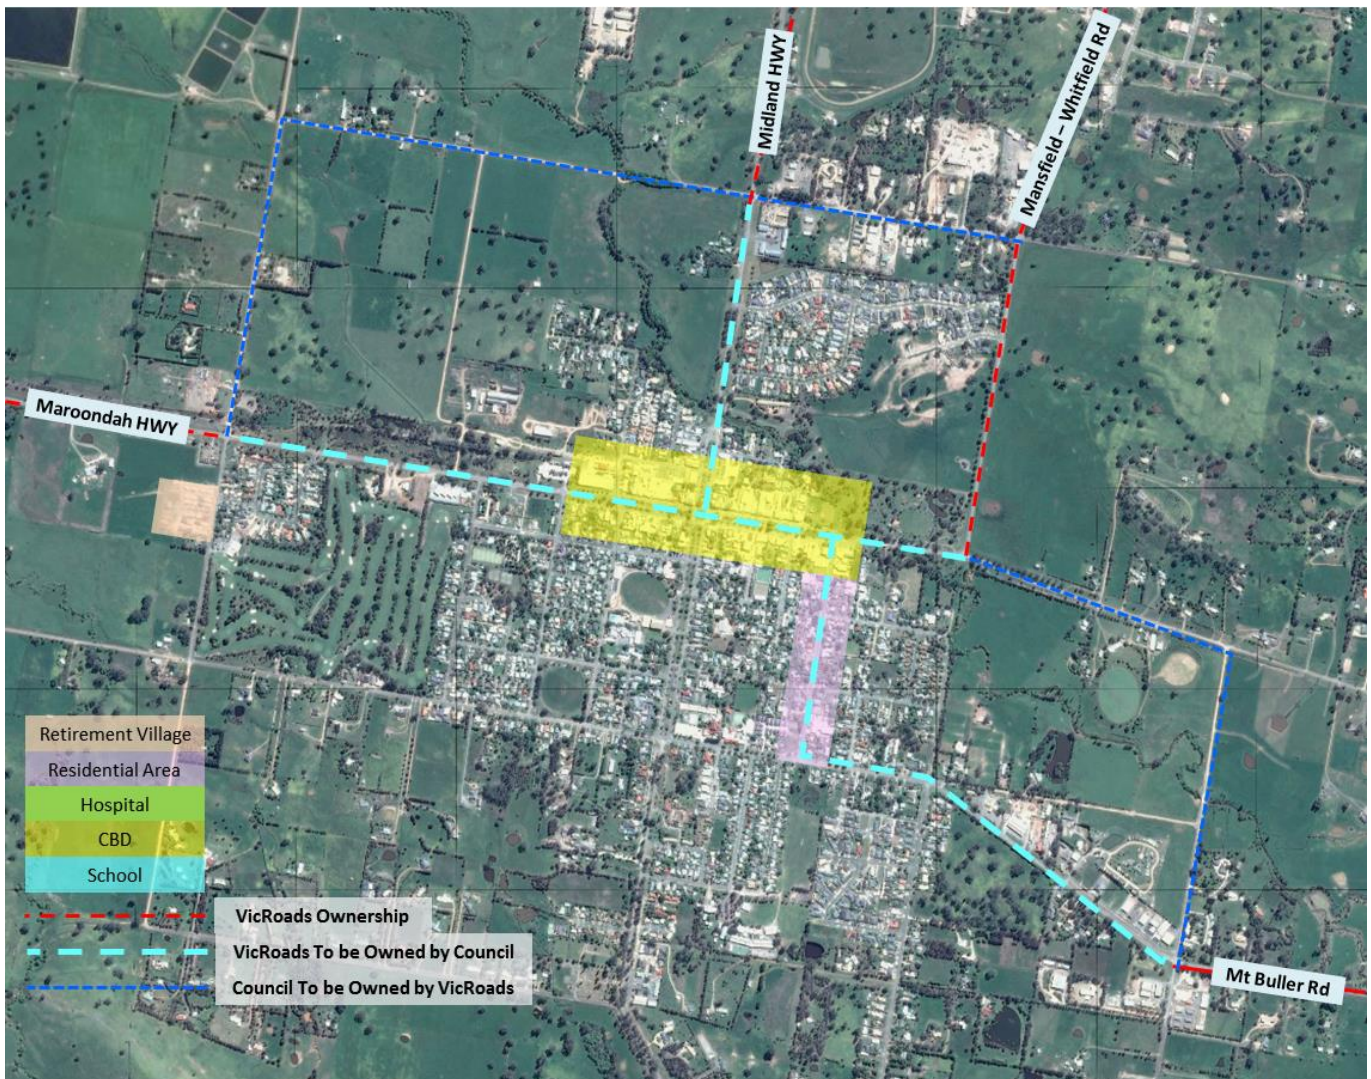 Midland HWY
Mansfield – Whitfield Rd
Maroondah HWY
Retirement Village
Residential Area
Hospital
CBD
School
VicRoads Ownership
VicRoads To be Owned by Council
Council To be Owned by VicRoads
Mt Buller Rd